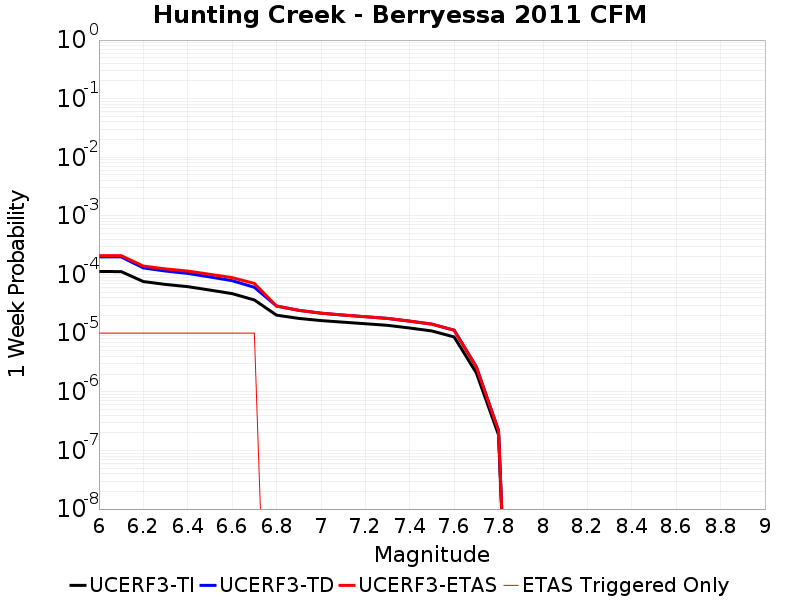 Hunting Creek - Berryessa 2011 CFM
1 Week Probability
10^0
10^-1
10^-2
10^-3
10^-4
10^-5
10^-6
10^-7
10^-8
6 6.2 6.4 6.6 6.8 7 7.2 7.4 7.6 7.8 8 8.2 8.4 8.6 8.8 9
Magnitude
UCERF3-TI UCERF3-TD UCERF3-ETAS ETAS Triggered Only